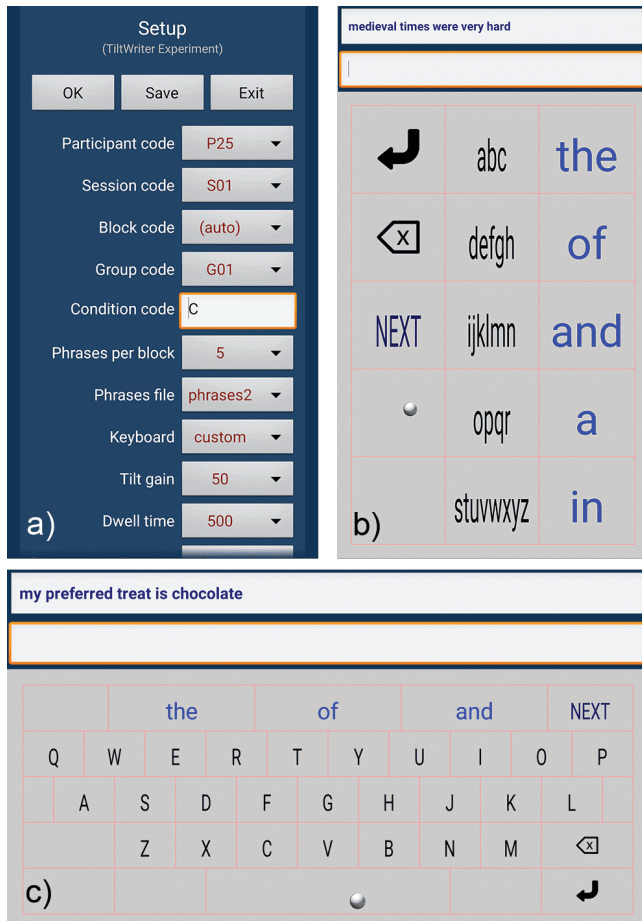 Setup
(TiltWriter Experiment)
OK Save Exit
Participant code P25
Session code S01
Block code (auto)
Group code G01
Condition code C
Phrases per block 5
Phrases file phrases2
Keyboard custom
Tilt gain 50
Dwell time 500
a)
medieval times were very hard
abc the
defgh of
NEXT ijklmn and
opqr a
stuvwxyz in
b)
my preferred treat is chocolate
the of and NEXT
Q W E R T Y U I O P
A S D F G H J K L
Z X C V B N M
c)